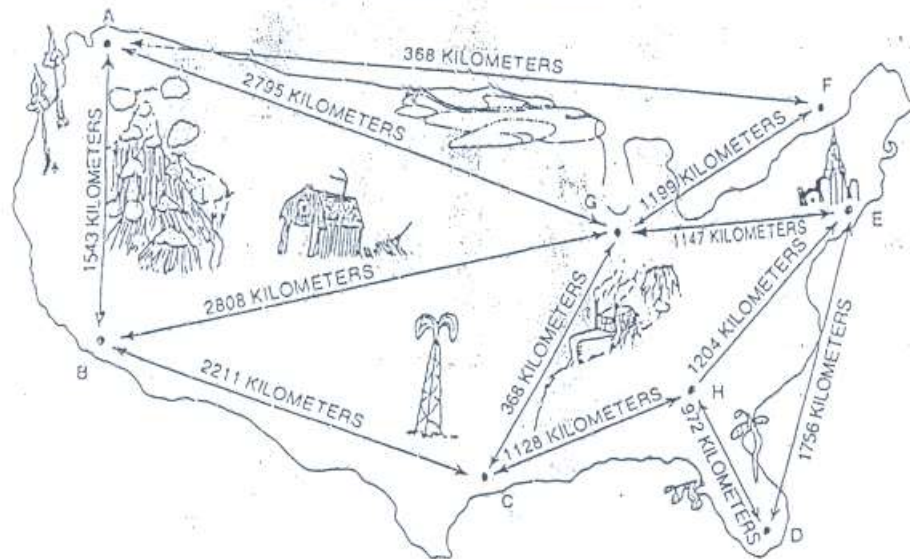 A
368 KILOMETERS
2795 KILOMETERS
F
1199 KILOMETERS
G
E
1147 KILOMETERS
1543 KILOMETERS
2808 KILOMETERS
1204 KILOMETERS
1756 KILOMETERS
B
368 KILOMETERS
2211 KILOMETERS
H
1128 KILOMETERS
972 KILOMETERS
C
D